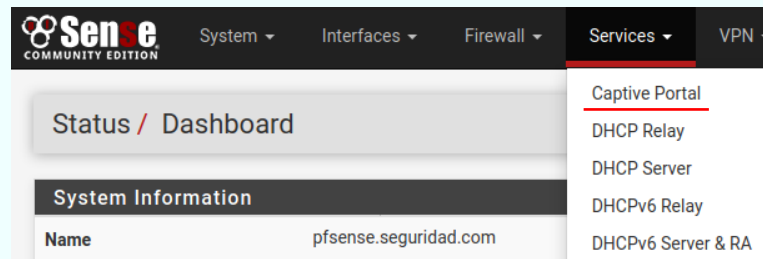 Sense System Interfaces Firewall Services VPN
COMMUNITY EDITION
Captive Portal
Status / Dashboard
DHCP Relay
DHCP Server
System Information
DHCPv6 Relay
Name pfsense.seguridad.com
DHCPv6 Server & RA